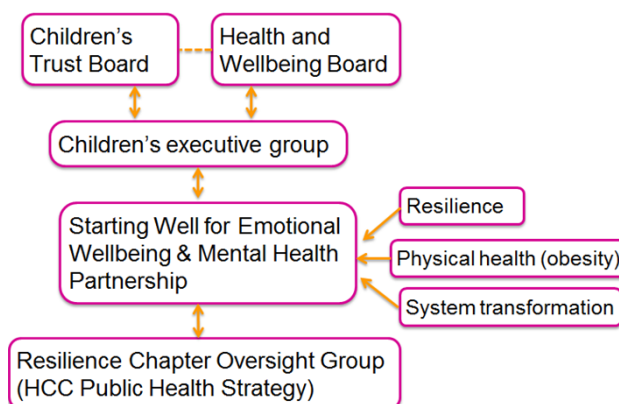 Children's
Trust Board
Health and
Wellbeing Board
Children's executive group
Starting Well for Emotional
Wellbeing & Mental Health
Partnership
Resilience
Physical health (obesity)
System transformation
Resilience Chapter Oversight Group
(HCC Public Health Strategy)